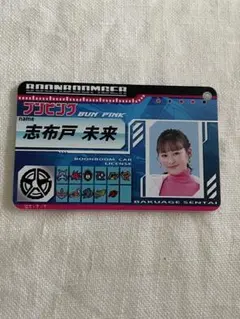 BOONBOOMGER
ブンピンク BUN PINK
name
志布戸 未来
BOONBOOM CAR
LICENSE
BAKUAGE SENTAI